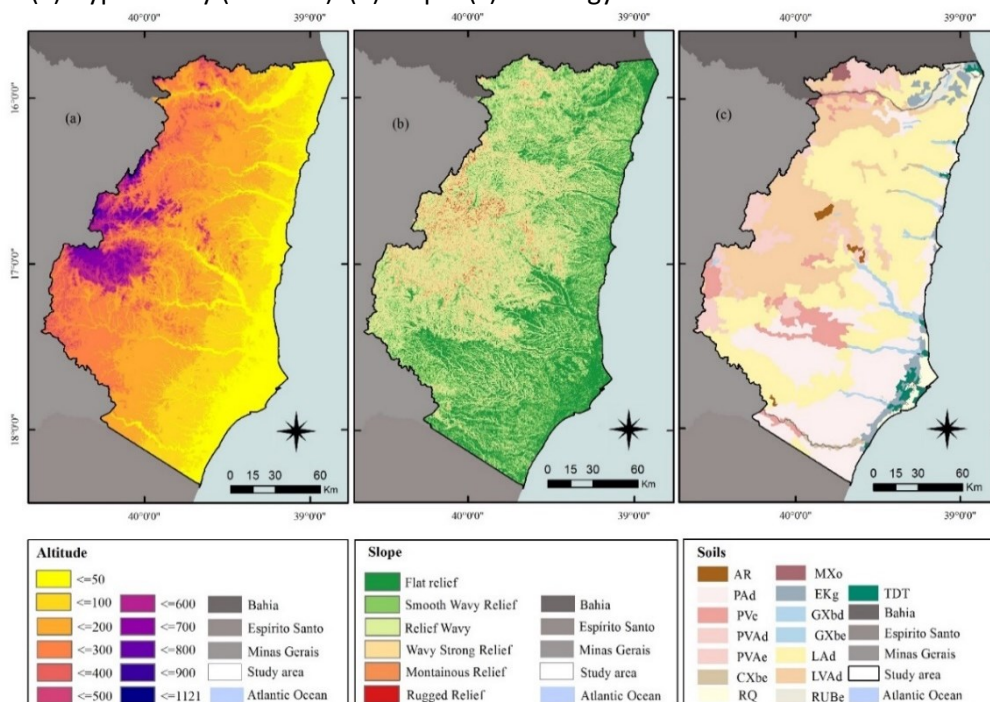 40°0'0" 39°0'0" 40°0'0" 39°0'0" 40°0'0" 39°0'0"
16°0'0"
17°0'0"
18°0'0"
(a) (b) (c)
0 15 30 60
Km
0 15 30 60
Km
0 15 30 60
Km
40°0'0" 39°0'0" 40°0'0" 39°0'0" 40°0'0" 39°0'0"
Altitude
<=50
<=100
<=200
<=300
<=400
<=500
<=600
<=700
<=800
<=900
<=1121
Bahia
Espírito Santo
Minas Gerais
Study area
Atlantic Ocean
Slope
Flat relief
Smooth Wavy Relief
Relief Wavy
Wavy Strong Relief
Montainous Relief
Rugged Relief
Bahia
Espírito Santo
Minas Gerais
Study area
Atlantic Ocean
Soils
AR
PAd
PVe
PVAd
PVAe
CXbe
RQ
MXo
EKg
GXbd
GXbe
LAd
LVAd
RUBe
TDT
Bahia
Espírito Santo
Minas Gerais
Study area
Atlantic Ocean